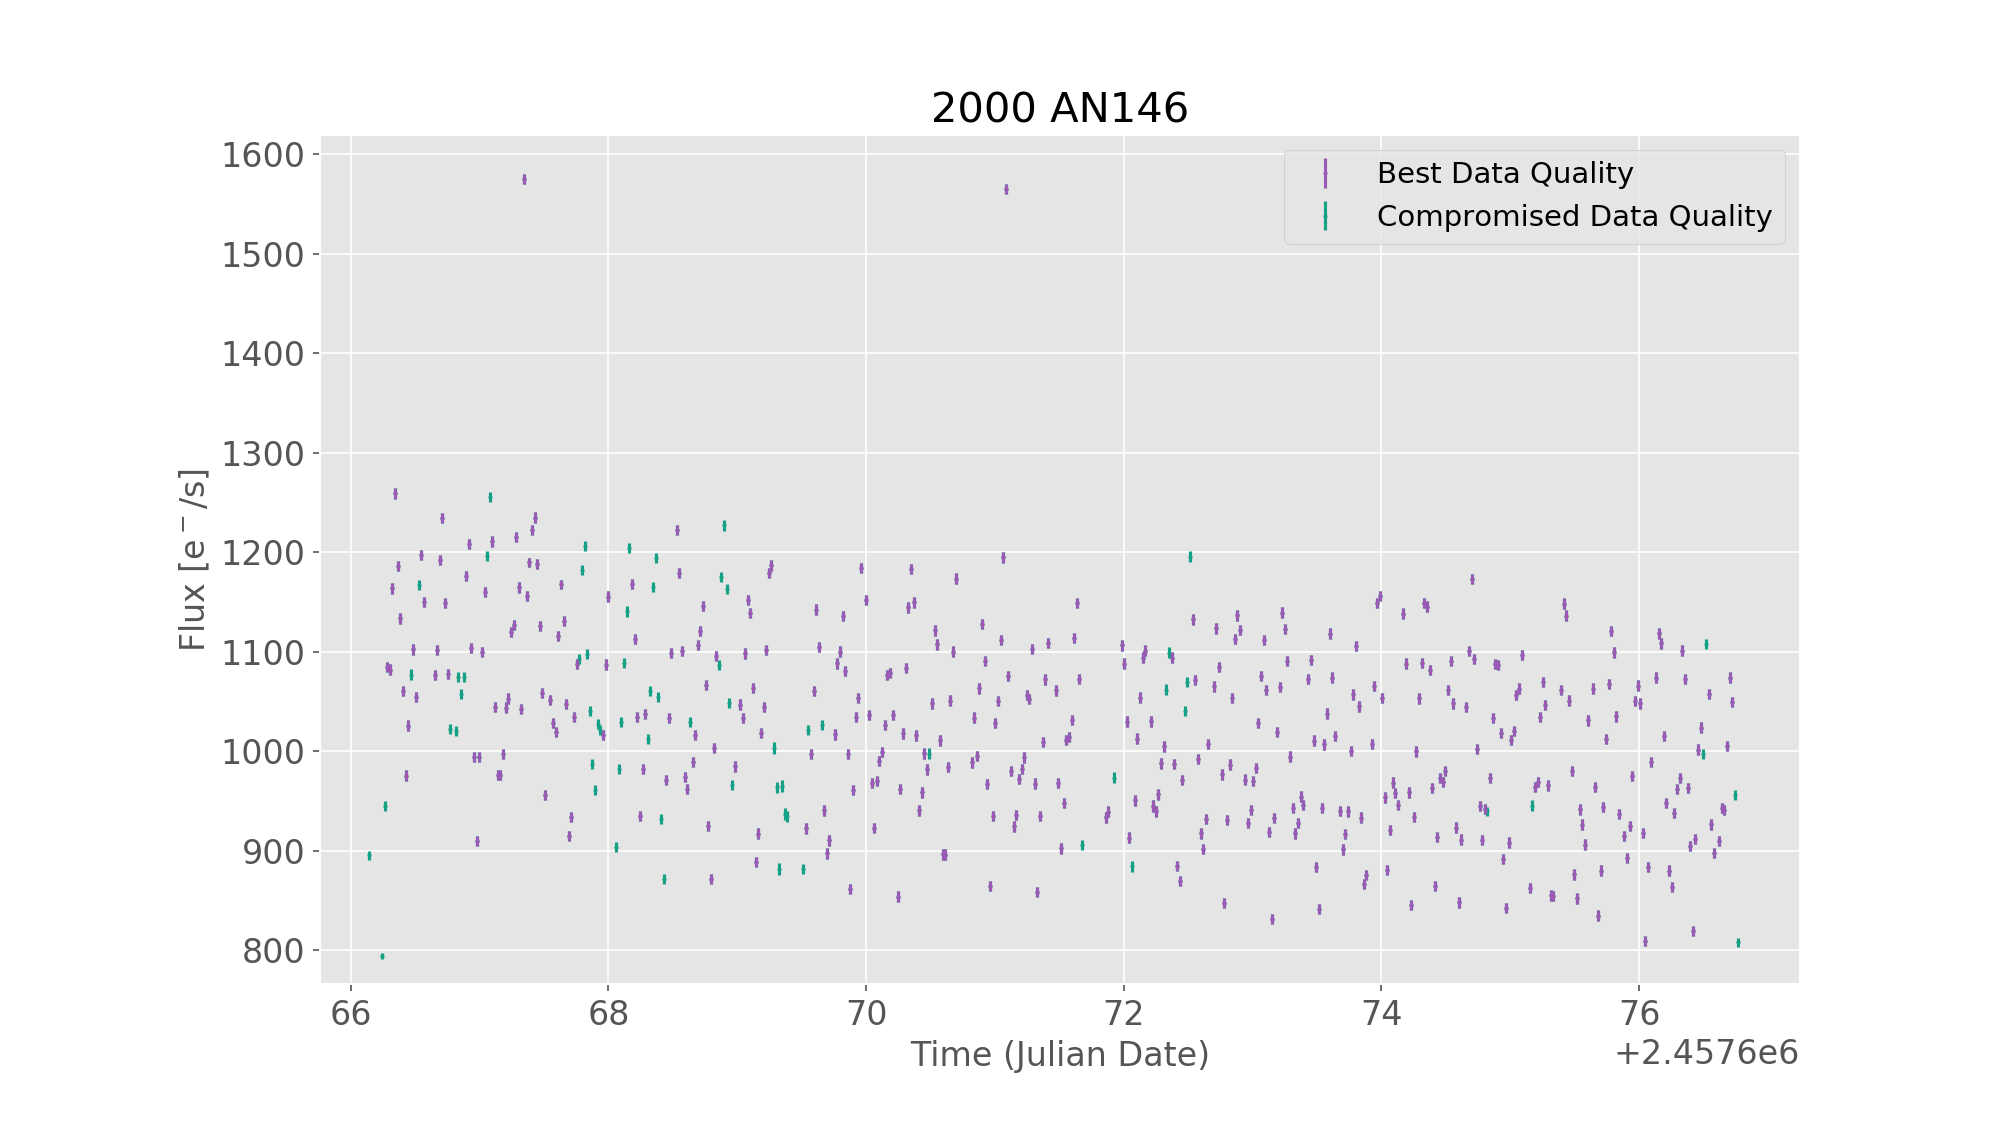 2000 AN146
Best Data Quality
Compromised Data Quality
1600
1500
1400
1300
1200
1100
1000
900
800
Flux [e⁻/s]
66 68 70 72 74 76
+2.4576e6
Time (Julian Date)